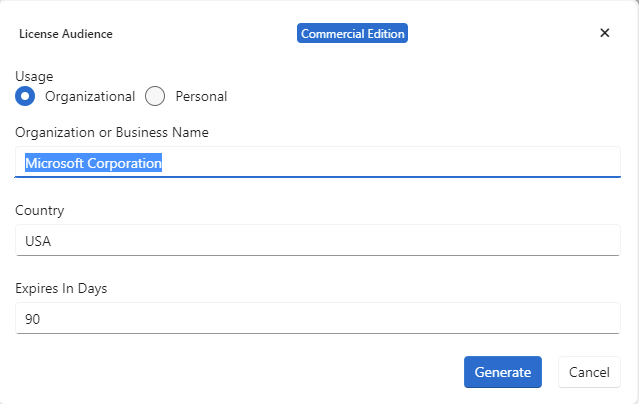 License Audience Commercial Edition
Usage
Organizational Personal
Organization or Business Name
Microsoft Corporation
Country
USA
Expires In Days
90
Generate Cancel